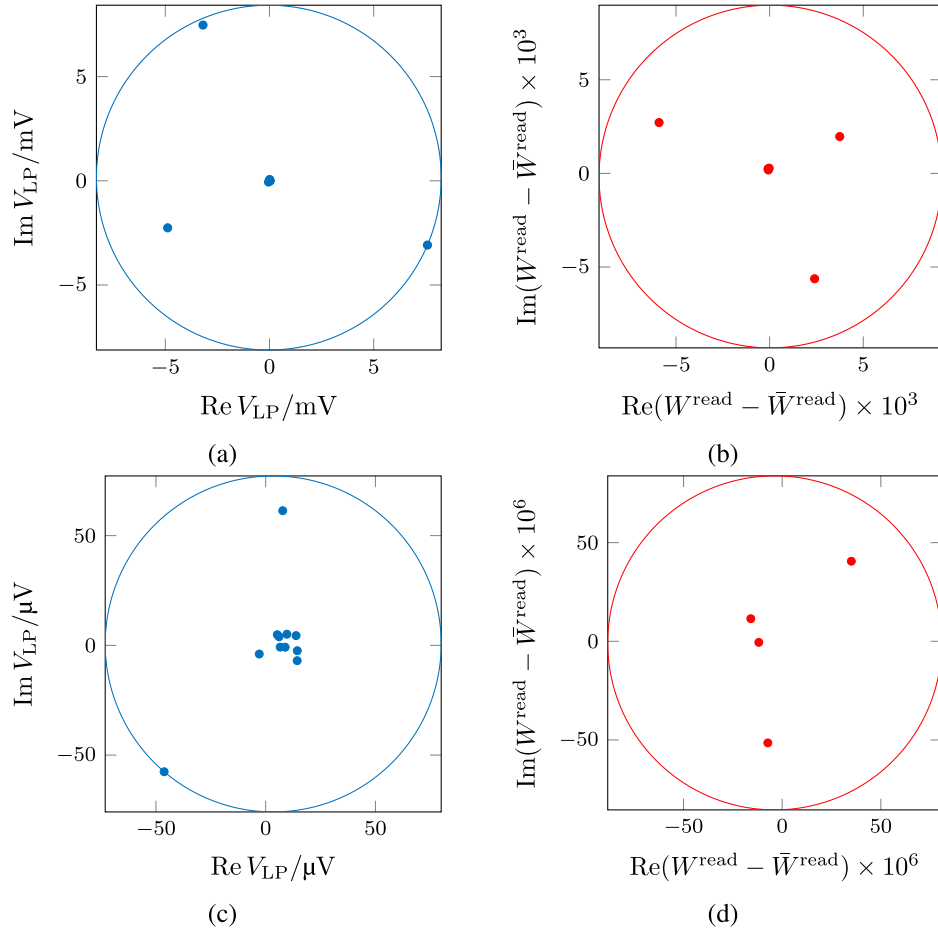 5
0
−5
Im V_LP/mV
−5
0
5
Re V_LP/mV
(a)
5
0
−5
Im(W^read − W̄^read) × 10^3
−5
0
5
Re(W^read − W̄^read) × 10^3
(b)
50
0
−50
Im V_LP/µV
−50
0
50
Re V_LP/µV
(c)
50
0
−50
Im(W^read − W̄^read) × 10^6
−50
0
50
Re(W^read − W̄^read) × 10^6
(d)